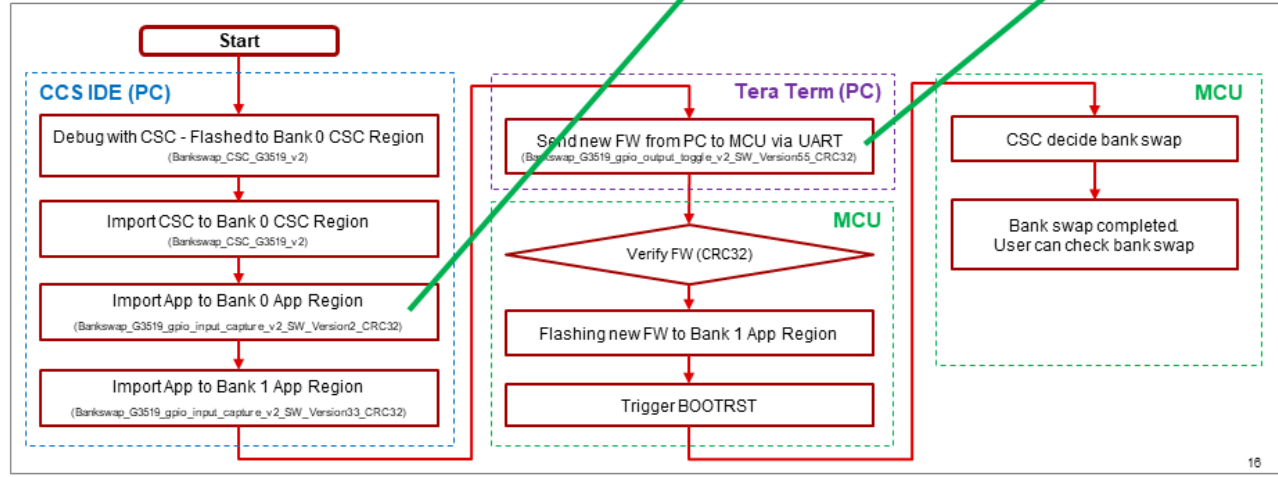 Start
CCS IDE (PC)
Debug with CSC - Flashed to Bank 0 CSC Region
(Bankswap_CSC_G3519_v2)
Import CSC to Bank 0 CSC Region
(Bankswap_CSC_G3519_v2)
Import App to Bank 0 App Region
(Bankswap_G3519_gpio_input_capture_v2_SW_Version2_CRC32)
Import App to Bank 1 App Region
(Bankswap_G3519_gpio_input_capture_v2_SW_Version33_CRC32)
Tera Term (PC)
Send new FW from PC to MCU via UART
(Bankswap_G3519_gpio_output_toggle_v2_SW_Version55_CRC32)
MCU
Verify FW (CRC32)
Flashing new FW to Bank 1 App Region
Trigger BOOTRST
MCU
CSC decide bank swap
Bank swap completed.
User can check bank swap
16